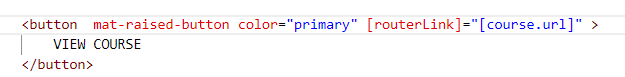 <button  mat-raised-button color="primary" [routerLink]="[course.url]" >
    VIEW COURSE
</button>